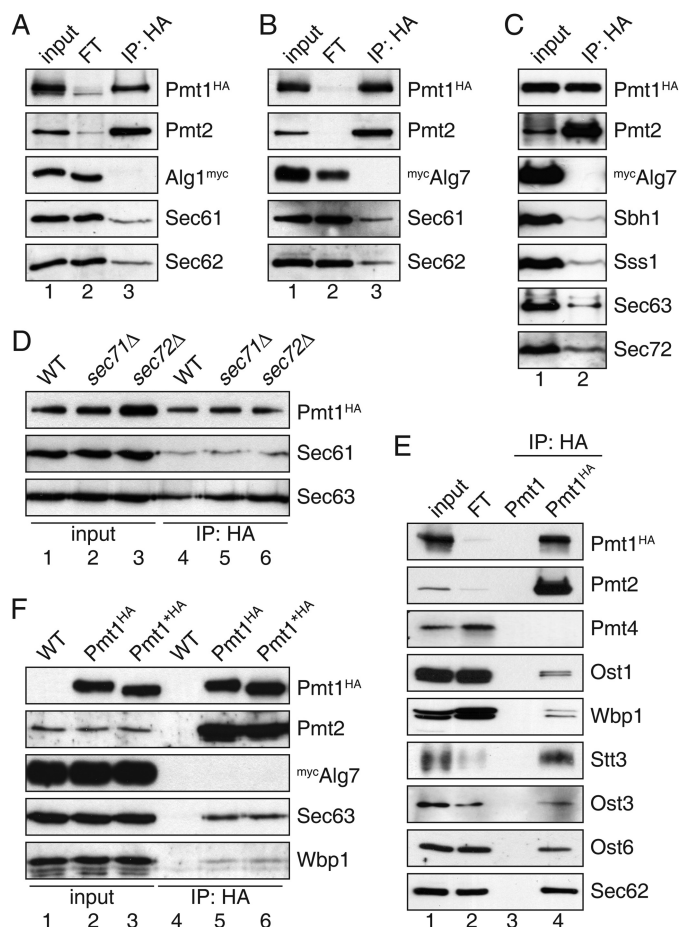 A
input FT IP: HA
Pmt1HA
Pmt2
Alg1myc
Sec61
Sec62
1 2 3
B
input FT IP: HA
Pmt1HA
Pmt2
mycAlg7
Sec61
Sec62
1 2 3
C
input IP: HA
Pmt1HA
Pmt2
mycAlg7
Sbh1
Sss1
Sec63
Sec72
1 2
D
WT sec71Δ sec72Δ WT sec71Δ sec72Δ
Pmt1HA
Sec61
Sec63
input IP: HA
1 2 3 4 5 6
E
IP: HA
input FT Pmt1 Pmt1HA
Pmt1HA
Pmt2
Pmt4
Ost1
Wbp1
Stt3
Ost3
Ost6
Sec62
1 2 3 4
F
WT Pmt1HA Pmt1*HA WT Pmt1HA Pmt1*HA
Pmt1HA
Pmt2
mycAlg7
Sec63
Wbp1
input IP: HA
1 2 3 4 5 6